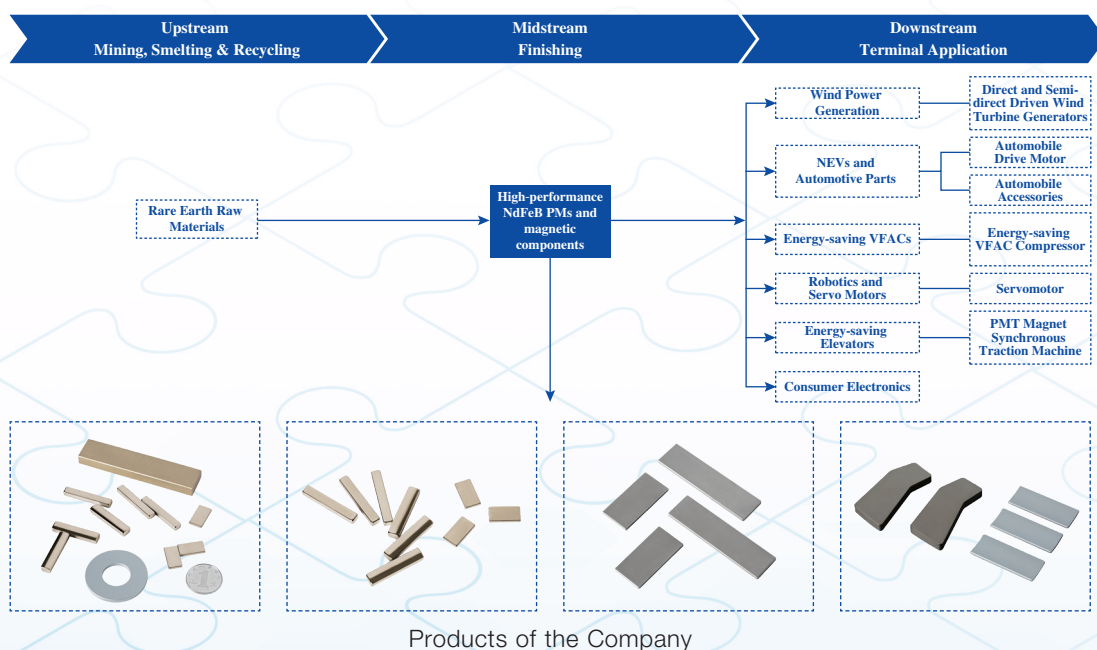 Upstream
Mining, Smelting & Recycling
Midstream
Finishing
Downstream
Terminal Application
Rare Earth Raw
Materials
High-performance
NdFeB PMs and
magnetic
components
Wind Power
Generation
Direct and Semi-
direct Driven Wind
Turbine Generators
NEVs and
Automotive Parts
Automobile
Drive Motor
Automobile
Accessories
Energy-saving VFACs
Energy-saving
VFAC Compressor
Robotics and
Servo Motors
Servomotor
Energy-saving
Elevators
PMT Magnet
Synchronous
Traction Machine
Consumer Electronics
Products of the Company